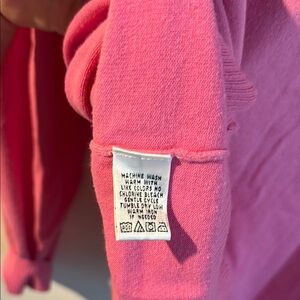 MACHINE WASH
WARM WITH
LIKE COLORS NO
CHLORINE BLEACH
GENTLE CYCLE
TUMBLE DRY LOW
WARM IRON
IF NEEDED